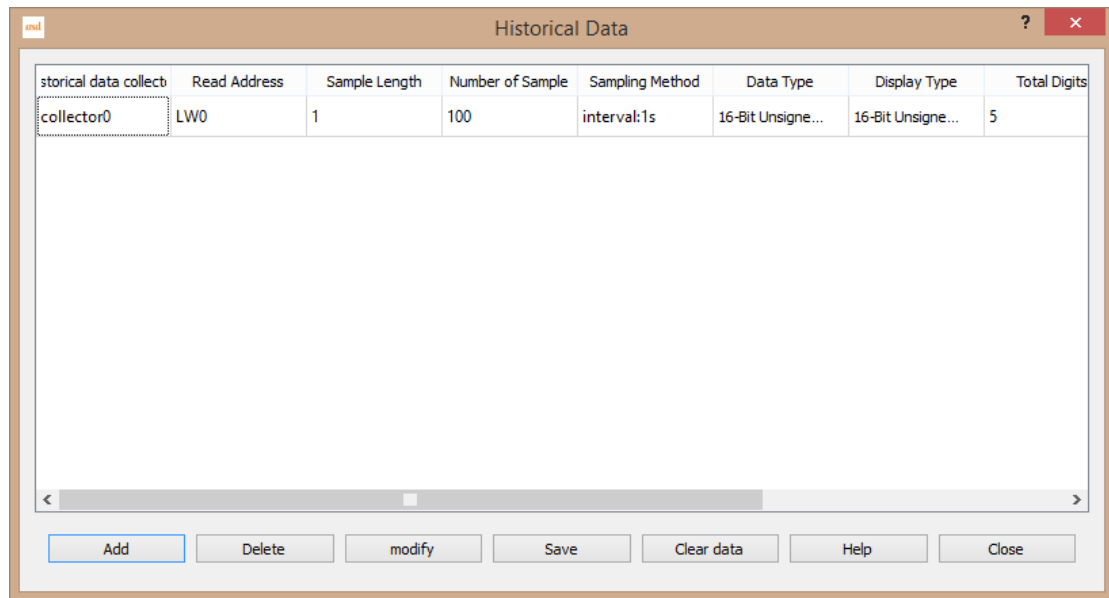 asd Historical Data ?
storical data collect Read Address Sample Length Number of Sample Sampling Method Data Type Display Type Total Digits
collector0 LW0 1 100 interval:1s 16-Bit Unsigne... 16-Bit Unsigne... 5
Add Delete modify Save Clear data Help Close